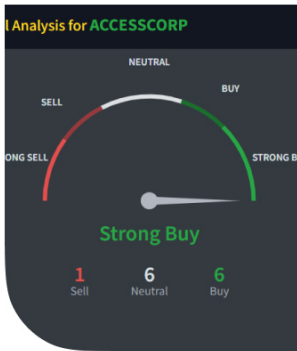 l Analysis for ACCESSCORP
NEUTRAL
SELL
BUY
ONG SELL
STRONG B
Strong Buy
1 6 6
Sell Neutral Buy